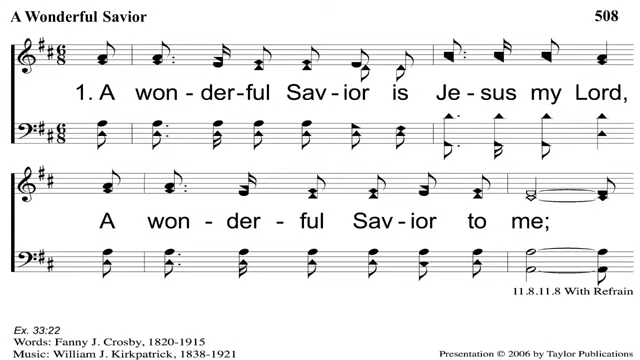 A Wonderful Savior 508
1. A won - der-ful Sav-ior is Je-sus my Lord,
A won - der - ful Sav-ior to me;
11.8.11.8 With Refrain
Ex. 33:22
Words: Fanny J. Crosby, 1820-1915
Music: William J. Kirkpatrick, 1838-1921
Presentation © 2006 by Taylor Publications